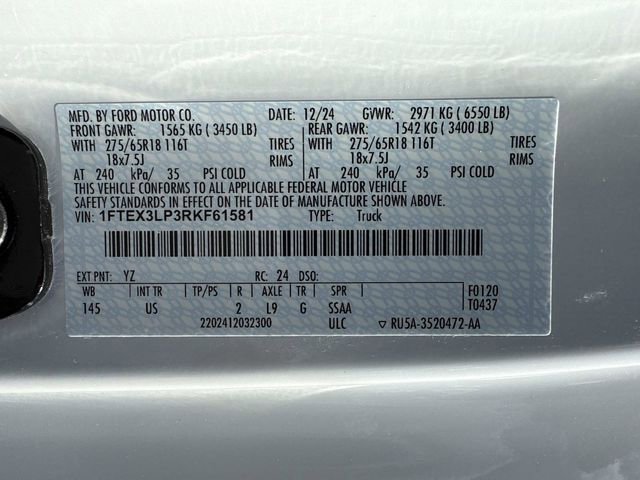 MFD. BY FORD MOTOR CO. DATE: 12/24 GVWR: 2971 KG ( 6550 LB)
FRONT GAWR: 1565 KG ( 3450 LB) REAR GAWR: 1542 KG ( 3400 LB)
WITH 275/65R18 116T TIRES WITH 275/65R18 116T TIRES
18x7.5J RIMS 18x7.5J RIMS
AT 240 kPa/ 35 PSI COLD AT 240 kPa/ 35 PSI COLD
THIS VEHICLE CONFORMS TO ALL APPLICABLE FEDERAL MOTOR VEHICLE
SAFETY STANDARDS IN EFFECT ON THE DATE OF MANUFACTURE SHOWN ABOVE.
VIN: 1FTEX3LP3RKF61581 TYPE: Truck
EXT PNT: YZ RC: 24 DSO:
WB INT TR TP/PS R AXLE TR SPR F0120
145 US 2 L9 G SSAA T0437
2202412032300 ULC ▼ RU5A-3520472-AA